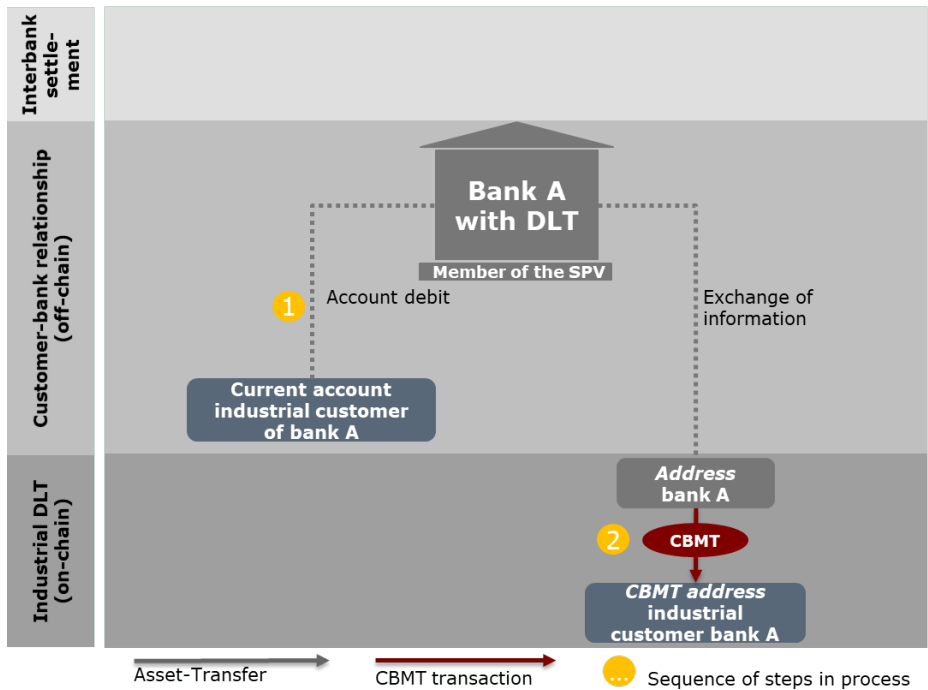 Interbank
settle-
ment
Customer-bank relationship
(off-chain)
Industrial DLT
(on-chain)
Bank A
with DLT
Member of the SPV
1
Account debit
Exchange of
information
Current account
industrial customer
of bank A
Address
bank A
2
CBMT
CBMT address
industrial
customer bank A
Asset-Transfer
CBMT transaction
...
Sequence of steps in process